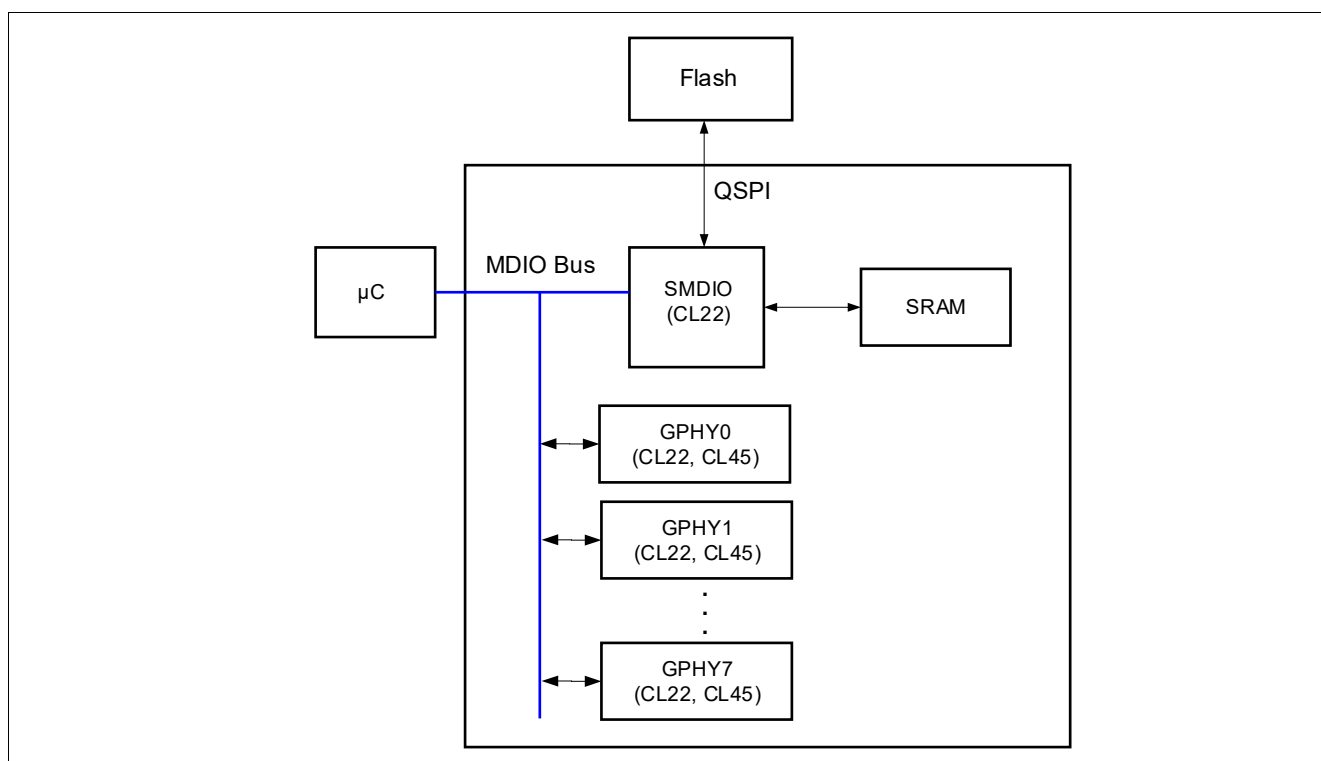 Flash
QSPI
MDIO Bus
µC
SMDIO
(CL22)
SRAM
GPHY0
(CL22, CL45)
GPHY1
(CL22, CL45)
.
.
.
GPHY7
(CL22, CL45)